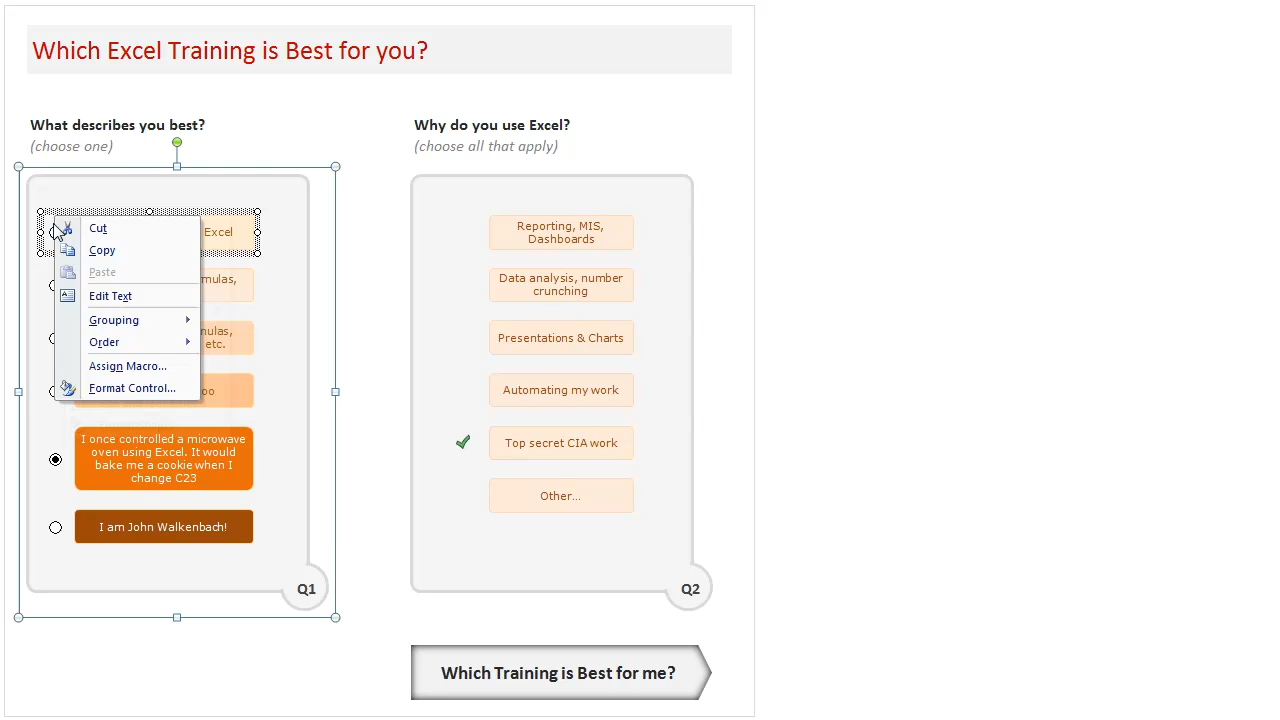 Which Excel Training is Best for you?
What describes you best?
(choose one)
Why do you use Excel?
(choose all that apply)
Cut
Copy
Paste
Edit Text
Grouping
Order
Assign Macro...
Format Control...
Excel
etc.
I once controlled a microwave
oven using Excel. It would
bake me a cookie when I
change C23
I am John Walkenbach!
Q1
Reporting, MIS,
Dashboards
Data analysis, number
crunching
Presentations & Charts
Automating my work
Top secret CIA work
Other...
Q2
Which Training is Best for me?